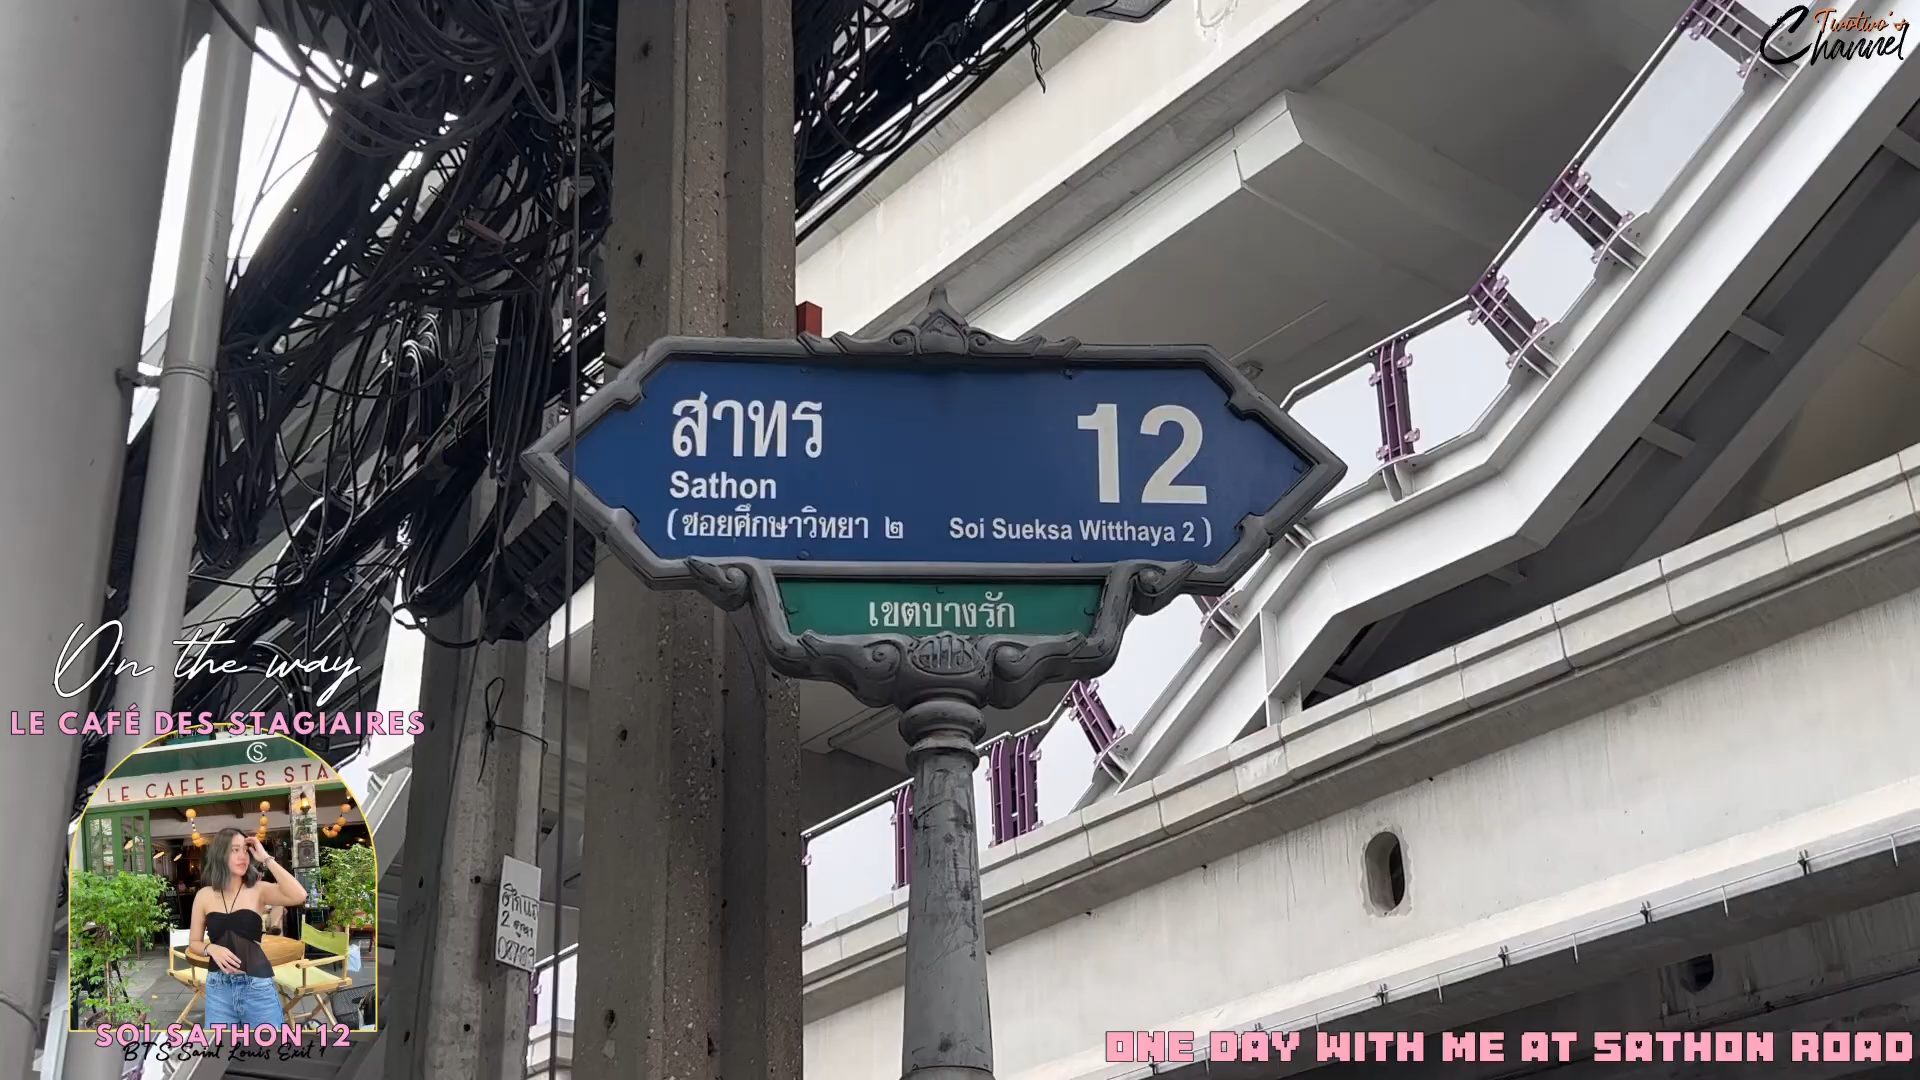 Twotwo's
Channel
สาทร
12
Sathon
(ซอยศึกษาวิทยา ๒ Soi Sueksa Witthaya 2 )
เขตบางรัก
On the way
LE CAFÉ DES STAGIAIRES
CS
LE CAFE DES STA
2
SOI SATHON 12
BTS Saint Louis Exit 1
ONE DAY WITH ME AT SATHON ROAD